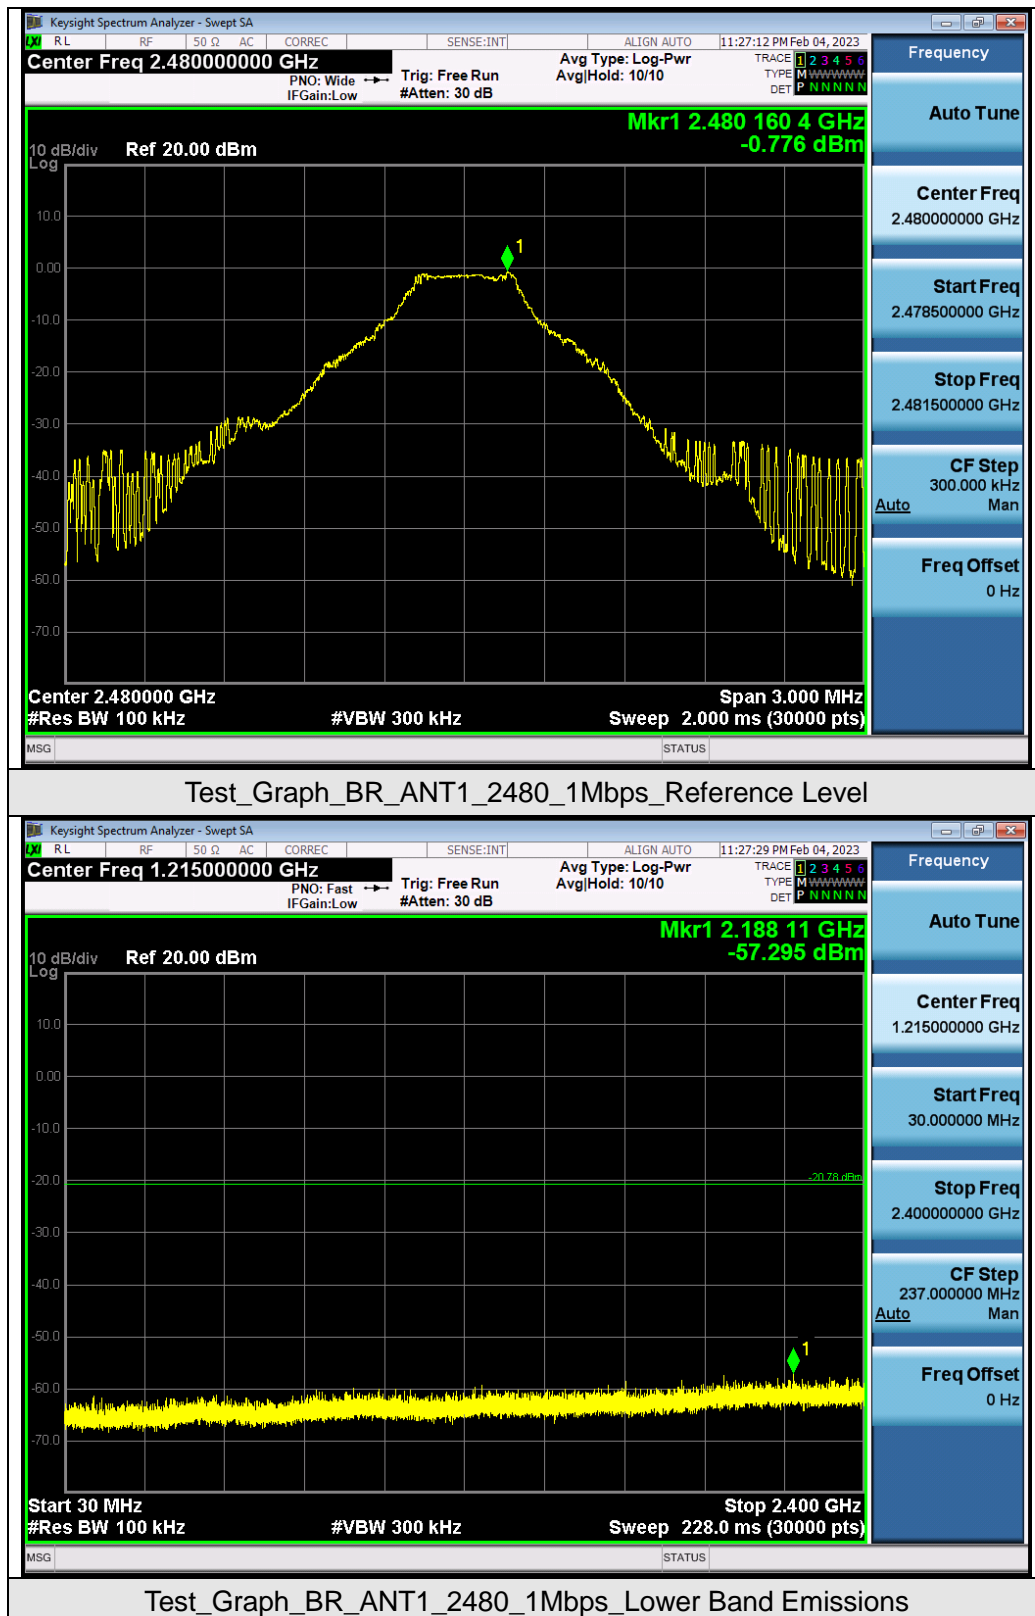 Keysight Spectrum Analyzer - Swept SA
LXI RL RF 50 Ω AC CORREC SENSE:INT ALIGN AUTO 11:27:12 PM Feb 04, 2023
Center Freq 2.480000000 GHz
PNO: Wide
IFGain:Low
Trig: Free Run
#Atten: 30 dB
Avg Type: Log-Pwr
Avg|Hold: 10/10
TRACE 1 2 3 4 5 6
TYPE M WWWWW
DET P N N N N N
Mkr1 2.480 160 4 GHz
-0.776 dBm
10 dB/div Ref 20.00 dBm
Log
10.0
0.00
-10.0
-20.0
-30.0
-40.0
-50.0
-60.0
-70.0
1
Center 2.480000 GHz Span 3.000 MHz
#Res BW 100 kHz #VBW 300 kHz Sweep 2.000 ms (30000 pts)
MSG STATUS
Frequency
Auto Tune
Center Freq
2.480000000 GHz
Start Freq
2.478500000 GHz
Stop Freq
2.481500000 GHz
CF Step
300.000 kHz
Auto Man
Freq Offset
0 Hz
Test_Graph_BR_ANT1_2480_1Mbps_Reference Level
Keysight Spectrum Analyzer - Swept SA
LXI RL RF 50 Ω AC CORREC SENSE:INT ALIGN AUTO 11:27:29 PM Feb 04, 2023
Center Freq 1.215000000 GHz
PNO: Fast
IFGain:Low
Trig: Free Run
#Atten: 30 dB
Avg Type: Log-Pwr
Avg|Hold: 10/10
TRACE 1 2 3 4 5 6
TYPE M WWWWW
DET P N N N N N
Mkr1 2.188 11 GHz
-57.295 dBm
10 dB/div Ref 20.00 dBm
Log
10.0
0.00
-10.0
-20.0
-30.0
-40.0
-50.0
-60.0
-70.0
-20.78 dBm
1
Start 30 MHz Stop 2.400 GHz
#Res BW 100 kHz #VBW 300 kHz Sweep 228.0 ms (30000 pts)
MSG STATUS
Frequency
Auto Tune
Center Freq
1.215000000 GHz
Start Freq
30.000000 MHz
Stop Freq
2.400000000 GHz
CF Step
237.000000 MHz
Auto Man
Freq Offset
0 Hz
Test_Graph_BR_ANT1_2480_1Mbps_Lower Band Emissions